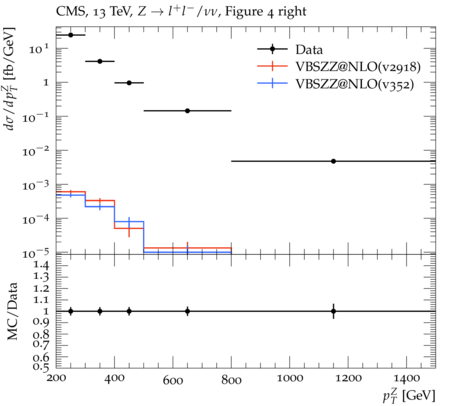 CMS, 13 TeV, Z → l⁺l⁻/νν, Figure 4 right
dσ/dp_T^Z [fb/GeV]
10¹
1
10⁻¹
10⁻²
10⁻³
10⁻⁴
10⁻⁵
Data
VBSZZ@NLO(v2918)
VBSZZ@NLO(v352)
MC/Data
1.4
1.3
1.2
1.1
1
0.9
0.8
0.7
0.6
0.5
200 400 600 800 1000 1200 1400
p_T^Z [GeV]